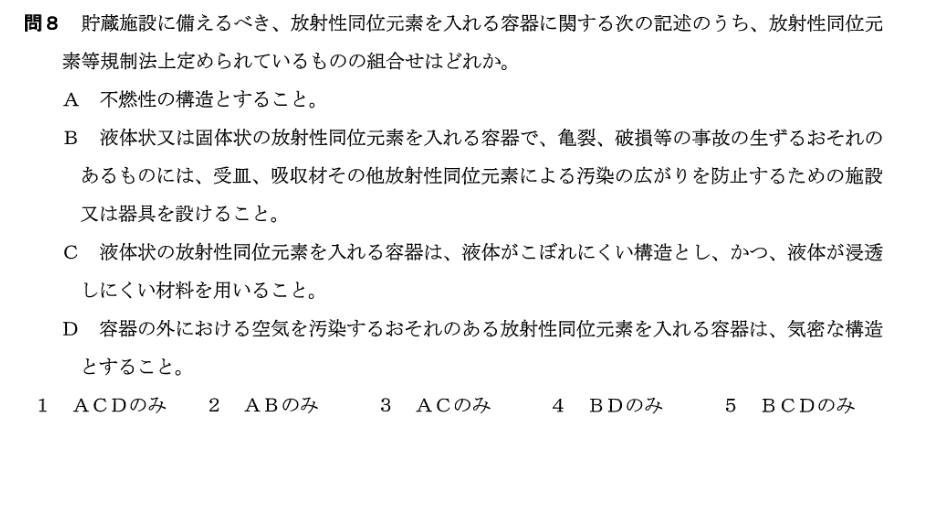 問８　貯蔵施設に備えるべき、放射性同位元素を入れる容器に関する次の記述のうち、放射性同位元
素等規制法上定められているものの組合せはどれか。
Ａ　不燃性の構造とすること。
Ｂ　液体状又は固体状の放射性同位元素を入れる容器で、亀裂、破損等の事故の生ずるおそれの
あるものには、受皿、吸収材その他放射性同位元素による汚染の広がりを防止するための施設
又は器具を設けること。
Ｃ　液体状の放射性同位元素を入れる容器は、液体がこぼれにくい構造とし、かつ、液体が浸透
しにくい材料を用いること。
Ｄ　容器の外における空気を汚染するおそれのある放射性同位元素を入れる容器は、気密な構造
とすること。
1　ＡＣＤのみ　2　ＡＢのみ　3　ＡＣのみ　4　ＢＤのみ　5　ＢＣＤのみ